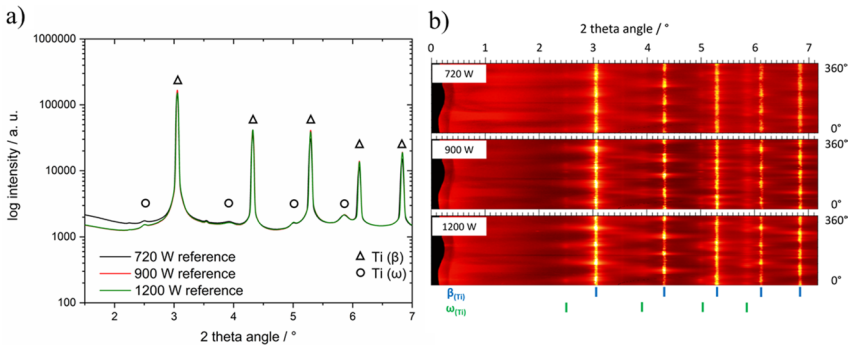 a)
log intensity / a. u.
1000000
100000
10000
1000
100
Δ
Δ
Δ
Δ
Δ
○
○
○
○
720 W reference
900 W reference
1200 W reference
Δ Ti (β)
○ Ti (ω)
2
3
4
5
6
7
2 theta angle / °
b)
2 theta angle / °
0
1
2
3
4
5
6
7
720 W
360°
0°
900 W
360°
0°
1200 W
360°
0°
β(Ti)
ω(Ti)